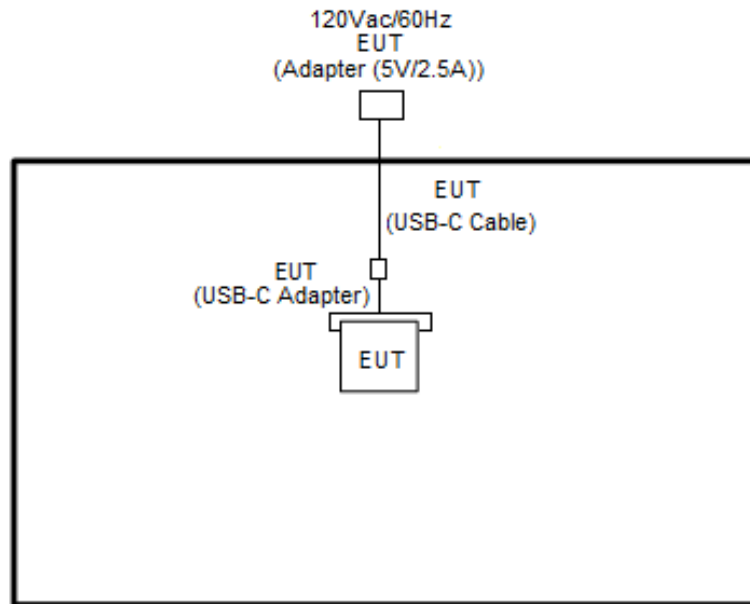 120Vac/60Hz
EUT
(Adapter (5V/2.5A))
EUT
(USB-C Cable)
EUT
(USB-C Adapter)
EUT